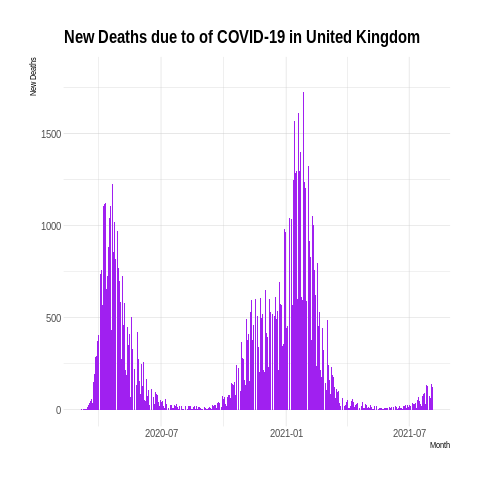 New Deaths due to of COVID-19 in United Kingdom
New Deaths
1500
1000
500
0
2020-07
2021-01
2021-07
Month